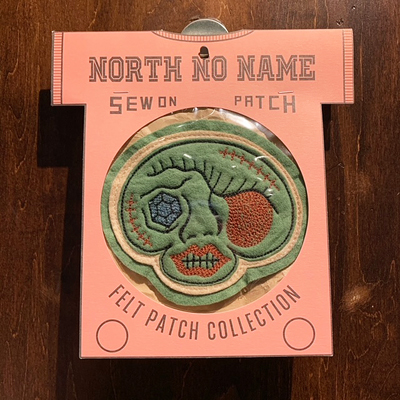 NORTH NO NAME
SEW ON PATCH
FELT PATCH COLLECTION